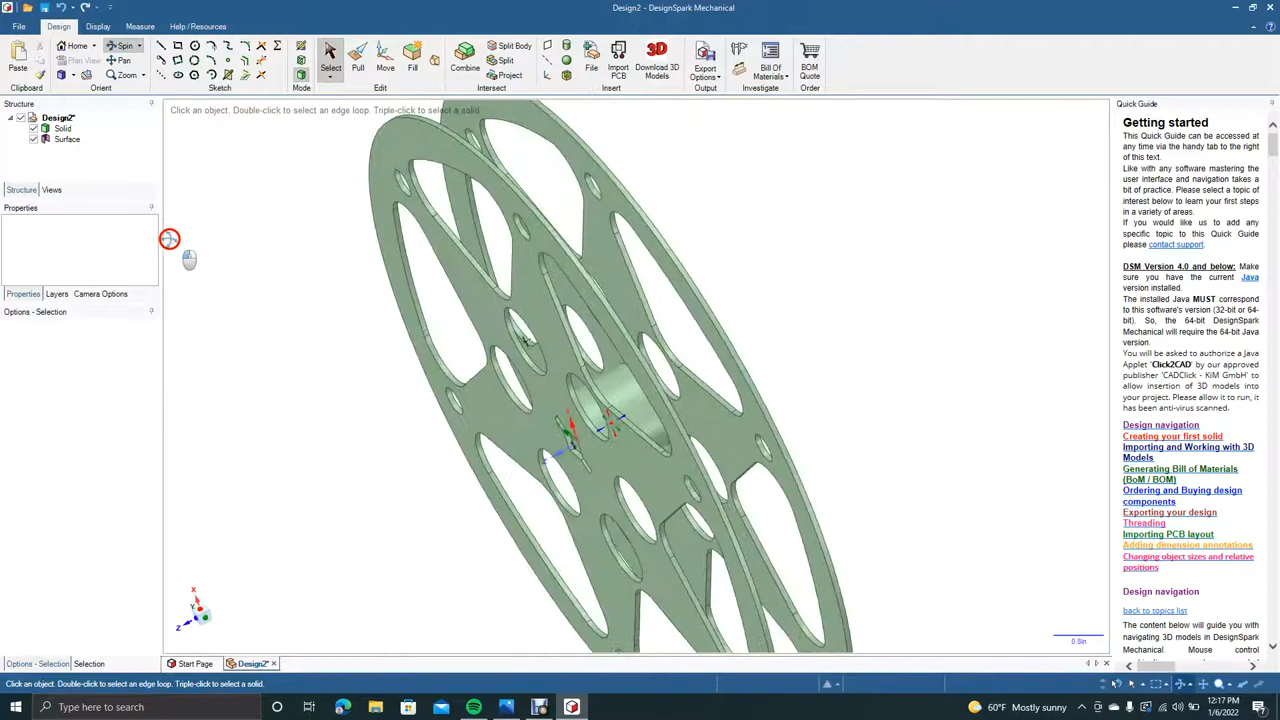 Design2 - DesignSpark Mechanical
File
Design
Display
Measure
Help / Resources
Paste
Home
Spin
Plan View
Pan
Zoom
Select
Pull
Move
Fill
Combine
Split Body
Split
Project
File
Import PCB
Download 3D Models
3D
Export Options
Bill Of Materials
BOM Quote
Clipboard
Orient
Sketch
Mode
Edit
Intersect
Insert
Output
Investigate
Order
Structure
Design2*
Solid
Surface
Structure
Views
Properties
Properties
Layers
Camera Options
Options - Selection
Click an object. Double-click to select an edge loop. Triple-click to select a solid
Z
X
Y
Z
0.8in
Quick Guide
Getting started
This Quick Guide can be accessed at
any time via the handy tab to the right
of this text.
Like with any software mastering the
user interface and navigation takes a
bit of practice. Please select a topic of
interest below to learn your first steps
in a variety of areas.
If you would like us to add any
specific topic to this Quick Guide
please contact support.
DSM Version 4.0 and below: Make
sure you have the current Java
version installed.
The installed Java MUST correspond
to this software's version (32-bit or 64-
bit). So, the 64-bit DesignSpark
Mechanical will require the 64-bit Java
version.
You will be asked to authorize a Java
Applet 'Click2CAD' by our approved
publisher 'CADClick - KiM GmbH' to
allow insertion of 3D models into
your project. Please allow it to run, it
has been anti-virus scanned.
Design navigation
Creating your first solid
Importing and Working with 3D
Models
Generating Bill of Materials
(BoM / BOM)
Ordering and Buying design
components
Exporting your design
Threading
Importing PCB layout
Adding dimension annotations
Changing object sizes and relative
positions
Design navigation
back to topics list
The content below will guide you with
navigating 3D models in DesignSpark
Mechanical. Mouse control
Options - Selection
Selection
Start Page
Design2*
Click an object. Double-click to select an edge loop. Triple-click to select a solid.
Type here to search
60°F Mostly sunny
12:17 PM
1/6/2022